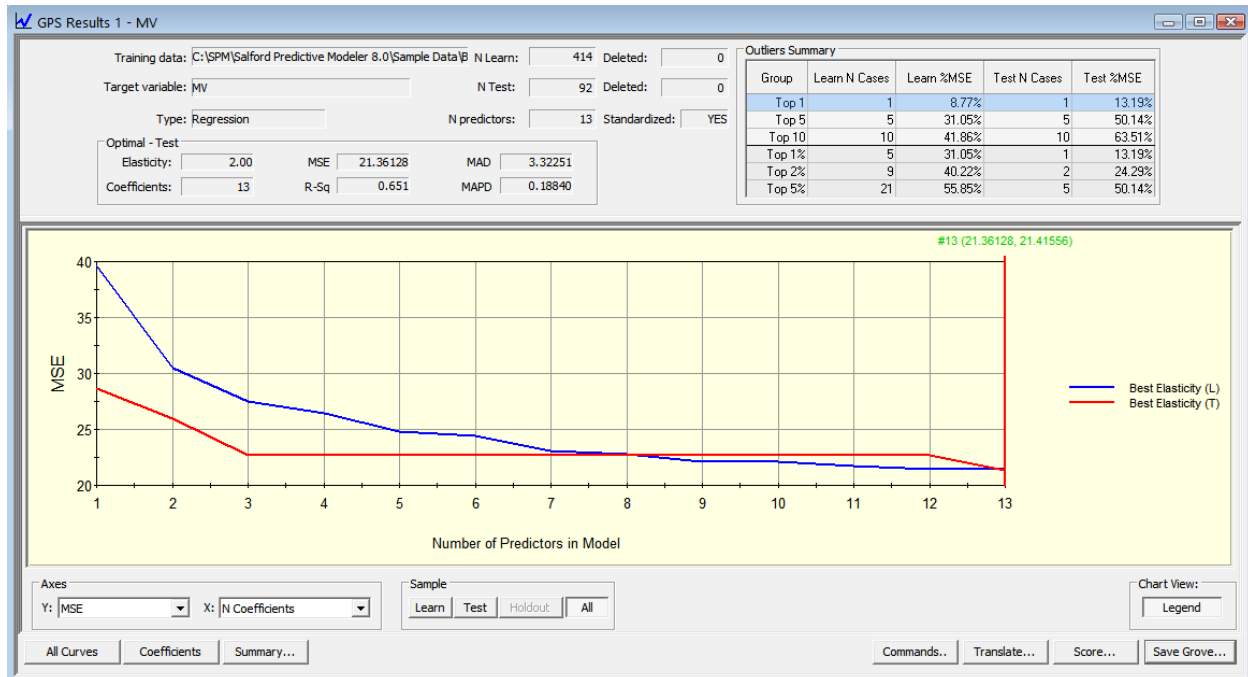 GPS Results 1 - MV
Training data: C:\SPM\Salford Predictive Modeler 8.0\Sample Data\B N Learn: 414 Deleted: 0
Target variable: MV N Test: 92 Deleted: 0
Type: Regression N predictors: 13 Standardized: YES
Optimal - Test
Elasticity: 2.00 MSE 21.36128 MAD 3.32251
Coefficients: 13 R-Sq 0.651 MAPD 0.18840
Outliers Summary
Group Learn N Cases Learn %MSE Test N Cases Test %MSE
Top 1 1 8.77% 1 13.19%
Top 5 5 31.05% 5 50.14%
Top 10 10 41.86% 10 63.51%
Top 1% 5 31.05% 1 13.19%
Top 2% 9 40.22% 2 24.29%
Top 5% 21 55.85% 5 50.14%
#13 (21.36128, 21.41556)
40
35
30
25
20
MSE
1 2 3 4 5 6 7 8 9 10 11 12 13
Number of Predictors in Model
Best Elasticity (L)
Best Elasticity (T)
Axes
Y: MSE X: N Coefficients
Sample
Learn Test Holdout All
Chart View:
Legend
All Curves Coefficients Summary... Commands.. Translate... Score... Save Grove...